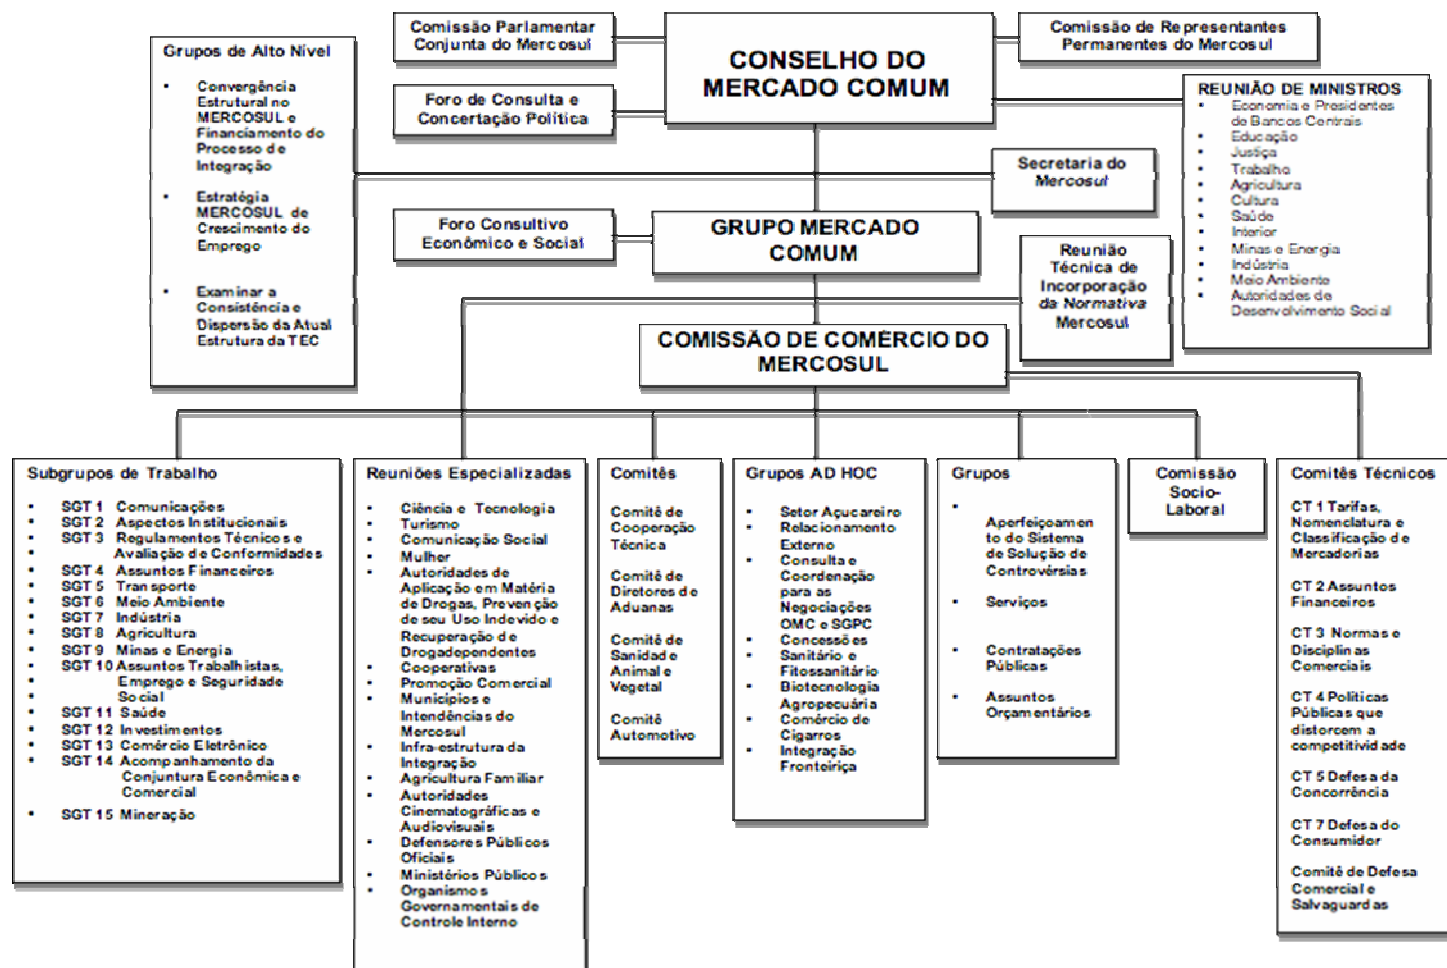 Grupos de Alto Nível
Convergência
Estrutural no
MERCOSUL e
Financiamento do
Processo de
Integração
Estratégia
MERCOSUL de
Crescimento do
Emprego
Examinar a
Consistência e
Dispersão da Atual
Estrutura da TEC
Comissão Parlamentar
Conjunta do Mercosul
Foro de Consulta e
Concertação Política
CONSELHO DO
MERCADO COMUM
Comissão de Representantes
Permanentes do Mercosul
REUNIÃO DE MINISTROS
Economia e Presidentes
de Bancos Centrais
Educação
Justiça
Trabalho
Agricultura
Cultura
Saúde
Interior
Minas e Energia
Indústria
Meio Ambiente
Autoridades de
Desenvolvimento Social
Secretaria do
Mercosul
Foro Consultivo
Econômico e Social
GRUPO MERCADO
COMUM
Reunião
Técnica de
Incorporação
da Normativa
Mercosul
COMISSÃO DE COMÉRCIO DO
MERCOSUL
Subgrupos de Trabalho
SGT 1 Comunicações
SGT 2 Aspectos Institucionais
SGT 3 Regulamentos Técnicos e
Avaliação de Conformidades
SGT 4 Assuntos Financeiros
SGT 5 Transporte
SGT 6 Meio Ambiente
SGT 7 Indústria
SGT 8 Agricultura
SGT 9 Minas e Energia
SGT 10 Assuntos Trabalhistas,
Emprego e Seguridade
Social
SGT 11 Saúde
SGT 12 Investimentos
SGT 13 Comércio Eletrônico
SGT 14 Acompanhamento da
Conjuntura Econômica e
Comercial
SGT 15 Mineração
Reuniões Especializadas
Ciência e Tecnologia
Turismo
Comunicação Social
Mulher
Autoridades de
Aplicação em Matéria
de Drogas, Prevenção
de seu Uso Indevido e
Recuperação de
Drogadependentes
Cooperativas
Promoção Comercial
Municípios e
Intendências do
Mercosul
Infra-estrutura da
Integração
Agricultura Familiar
Autoridades
Cinematográficas e
Audiovisuais
Defensores Públicos
Oficiais
Ministérios Públicos
Organismos
Governamentais de
Controle Interno
Comitês
Comitê de
Cooperação
Técnica
Comitê de
Diretores de
Aduanas
Comitê de
Sanidade
Animal e
Vegetal
Comitê
Automotivo
Grupos AD HOC
Setor Açucareiro
Relacionamento
Externo
Consulta e
Coordenação
para as
Negociações
OMC e SGPC
Concessões
Sanitário e
Fitossanitário
Biotecnologia
Agropecuária
Comércio de
Cigarros
Integração
Fronteiriça
Grupos
Aperfeiçoamen
to do Sistema
de Solução de
Controvérsias
Serviços
Contratações
Públicas
Assuntos
Orçamentários
Comissão
Socio-
Laboral
Comitês Técnicos
CT 1 Tarifas,
Nomenclatura e
Classificação de
Mercadorias
CT 2 Assuntos
Financeiros
CT 3 Normas e
Disciplinas
Comerciais
CT 4 Políticas
Públicas que
distorcem a
competitividade
CT 5 Defesa da
Concorrência
CT 7 Defesa do
Consumidor
Comitê de Defesa
Comercial e
Salvaguardas